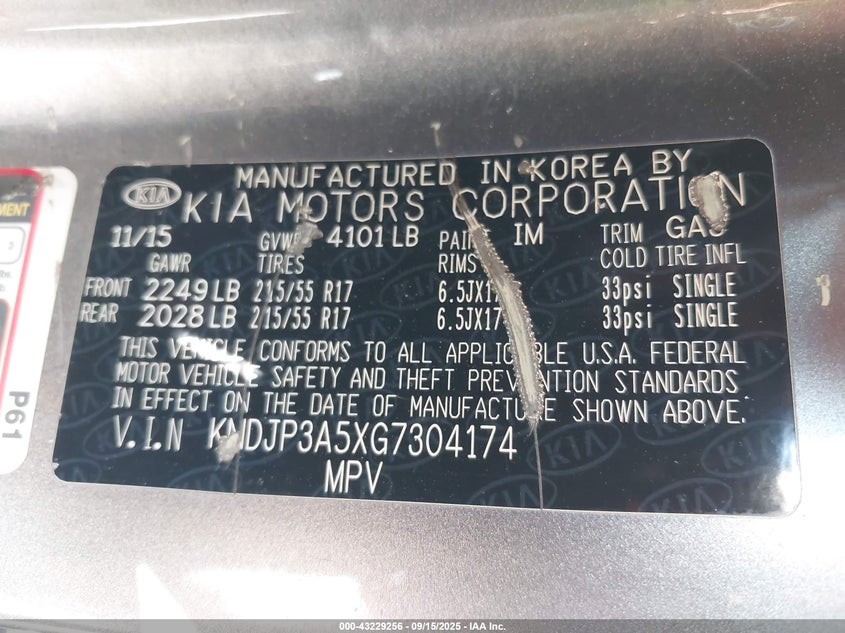 MANUFACTURED IN KOREA BY
KIA KIA MOTORS CORPORATION
11/15 GVWR 4101 LB PAINT IM TRIM GAS
GAWR TIRES RIMS COLD TIRE INFL
FRONT 2249 LB 215/55 R17 6.5JX17 33psi SINGLE
REAR 2028 LB 215/55 R17 6.5JX17 33psi SINGLE
THIS VEHICLE CONFORMS TO ALL APPLICABLE U.S.A. FEDERAL
MOTOR VEHICLE SAFETY AND THEFT PREVENTION STANDARDS
IN EFFECT ON THE DATE OF MANUFACTURE SHOWN ABOVE.
V.I.N KNDJP3A5XG7304174
MPV
P61
000-43229256 - 09/15/2025 - IAA Inc.